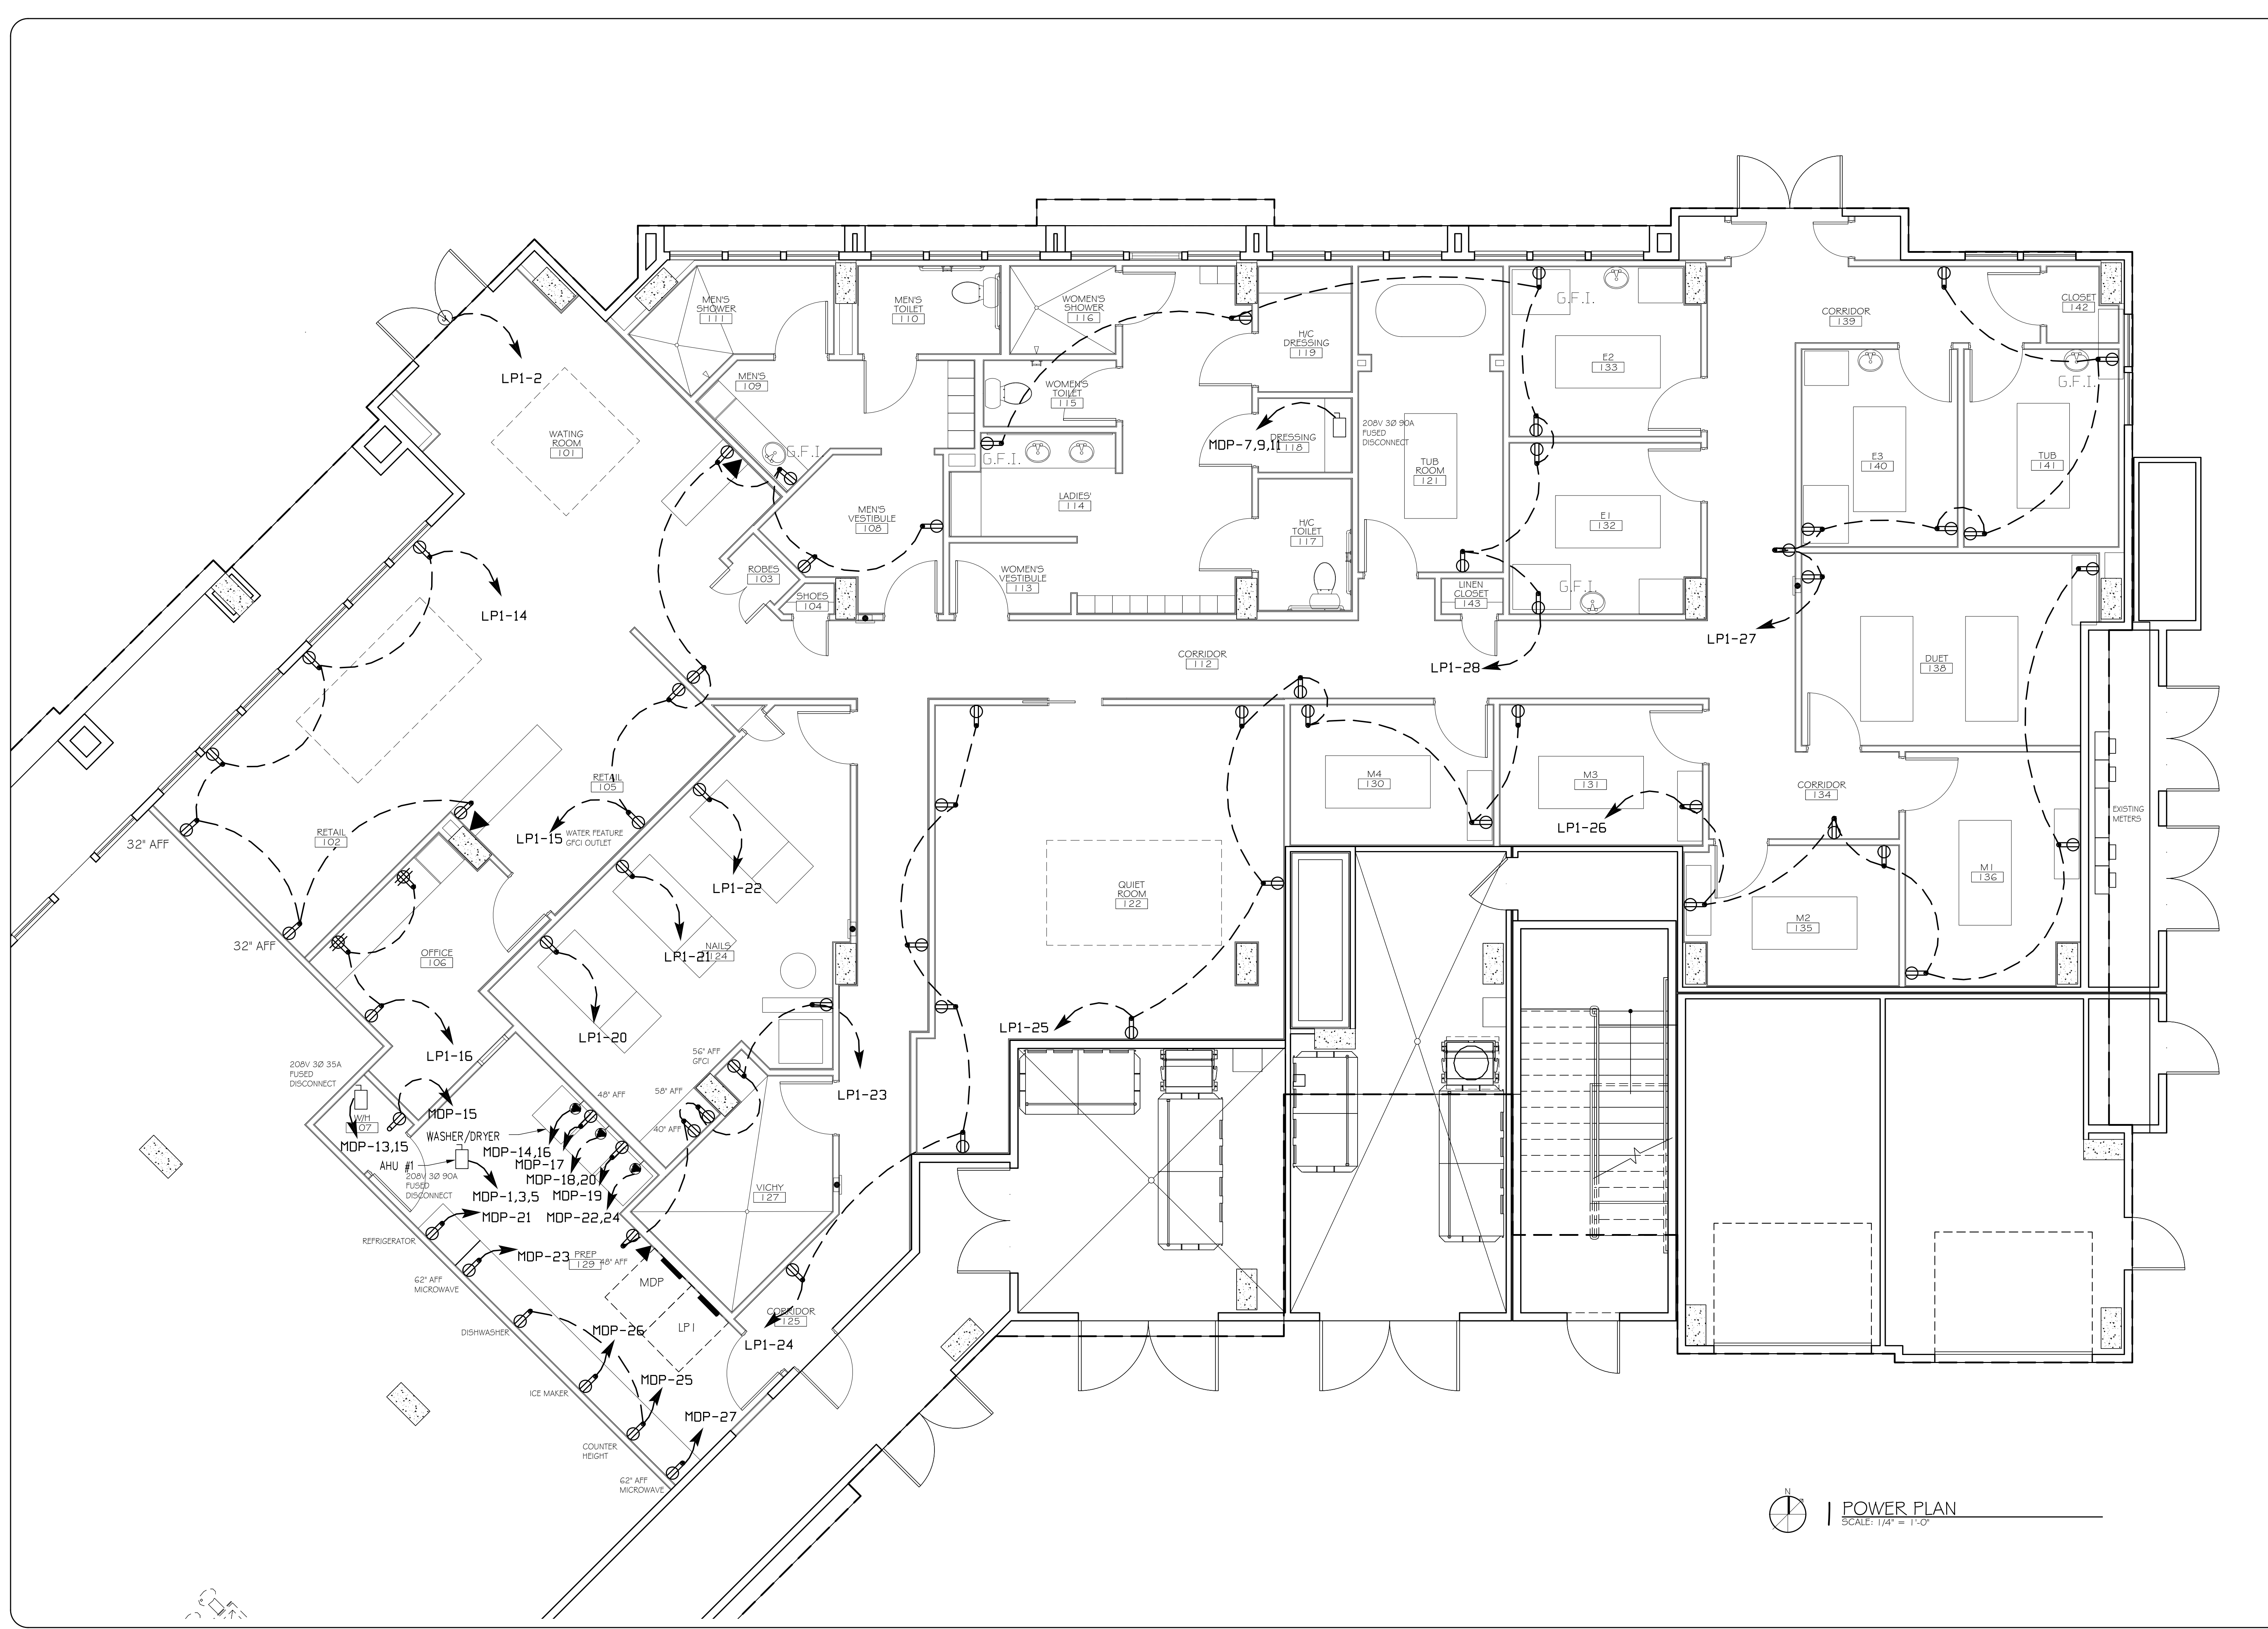 MEN'S
SHOWER
111
MEN'S
TOILET
110
WOMEN'S
SHOWER
116
H/C
DRESSING
119
G.F.I.
E2
133
CORRIDOR
139
CLOSET
142
LP1-2
MEN'S
109
WOMEN'S
TOILET
115
G.F.I.
WATING
ROOM
101
G.F.I.
G.F.I.
MDP-7,9,11
DRESSING
118
208V 3Ø 90A
FUSED
DISCONNECT
TUB
ROOM
121
E3
140
TUB
141
LADIES'
114
MEN'S
VESTIBULE
108
H/C
TOILET
117
E1
132
ROBES
103
SHOES
104
WOMEN'S
VESTIBULE
113
LINEN
CLOSET
143
G.F.I.
LP1-14
LP1-27
CORRIDOR
112
LP1-28
DUET
138
RETAIL
105
M4
130
M3
131
CORRIDOR
134
EXISTING
METERS
RETAIL
102
32" AFF
LP1-15
WATER FEATURE
GFCI OUTLET
LP1-26
LP1-22
QUIET
ROOM
122
M1
136
M2
135
32" AFF
OFFICE
106
NAILS
124
LP1-21
LP1-20
LP1-25
LP1-16
56" AFF
GFCI
208V 3Ø 35A
FUSED
DISCONNECT
58" AFF
48" AFF
LP1-23
W/H
107
MDP-15
40" AFF
WASHER/DRYER
MDP-13,15
MDP-14,16
AHU #1
MDP-17
208V 3Ø 90A
FUSED
DISCONNECT
MDP-18,20
MDP-1,3,5
MDP-19
VICHY
127
MDP-21
MDP-22,24
REFRIGERATOR
MDP-23
PREP
129
48" AFF
62" AFF
MICROWAVE
MDP
CORRIDOR
125
DISHWASHER
MDP-26
LP1
LP1-24
ICE MAKER
MDP-25
MDP-27
COUNTER
HEIGHT
62" AFF
MICROWAVE
N
1 POWER PLAN
SCALE: 1/4" = 1'-0"
3